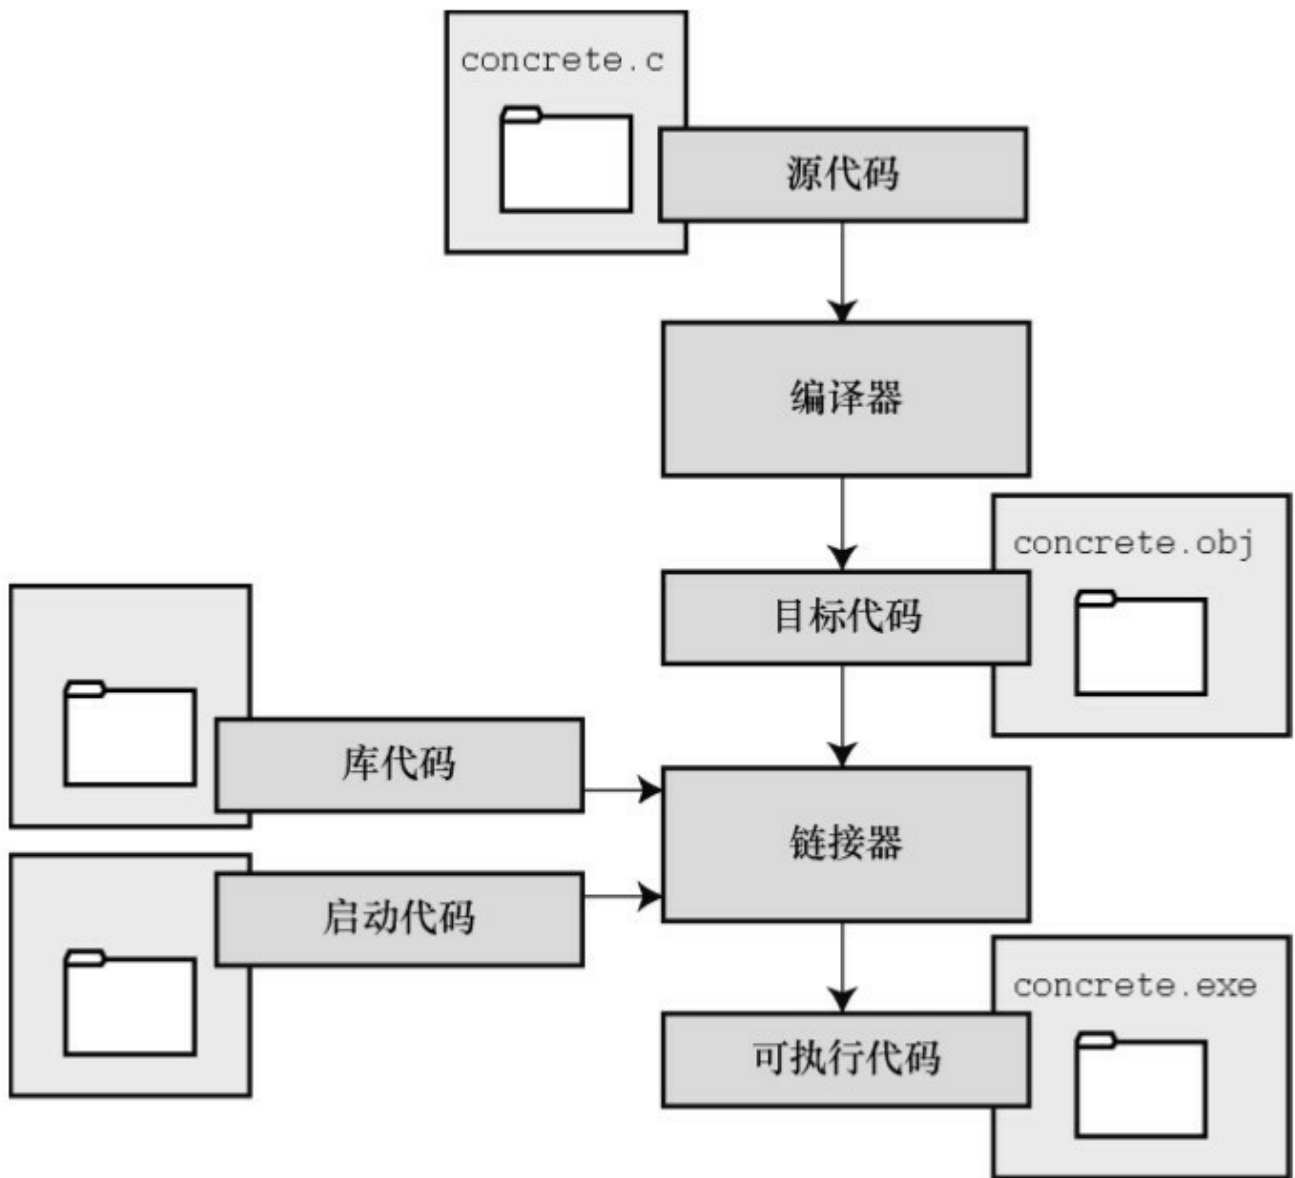 concrete.c
源代码
编译器
concrete.obj
目标代码
库代码
链接器
启动代码
concrete.exe
可执行代码